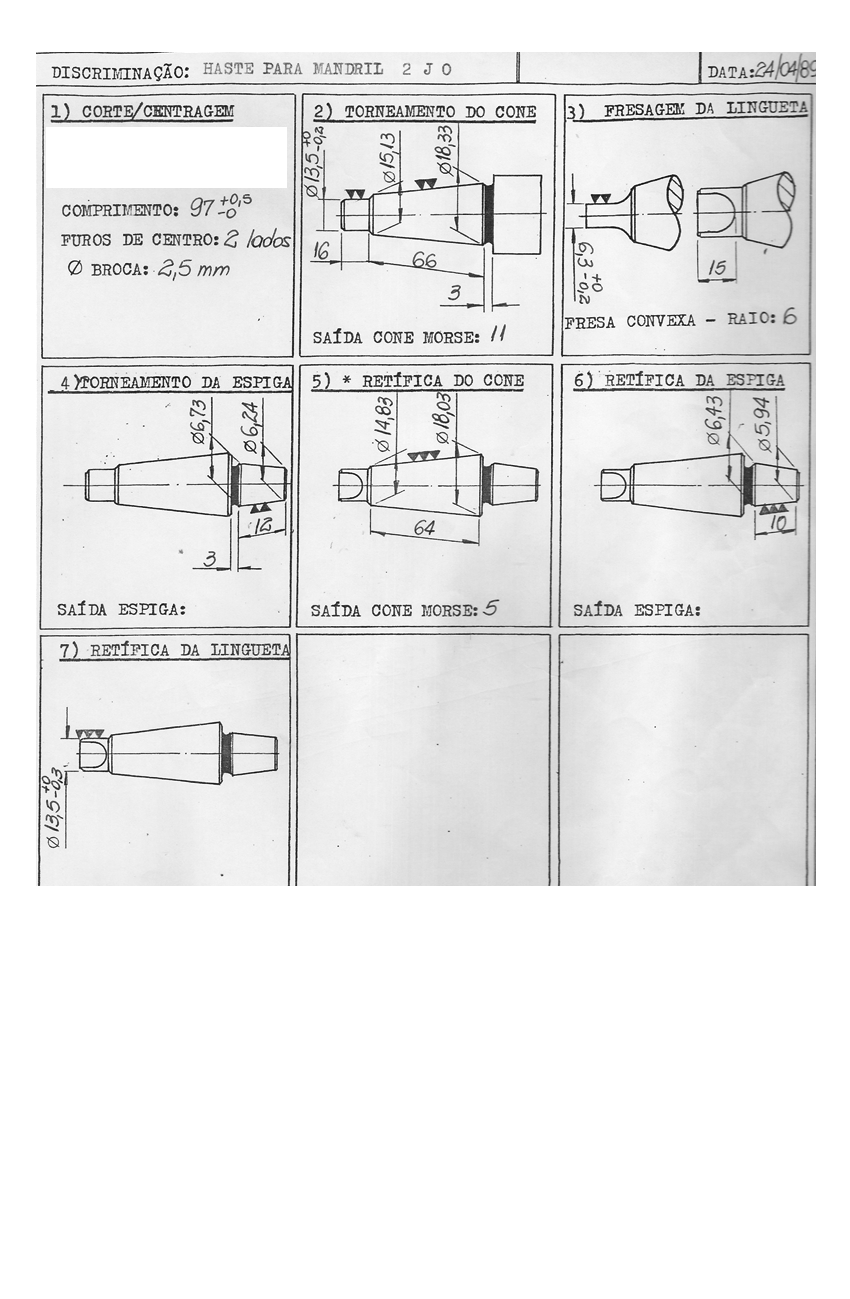 DISCRIMINAÇÃO: HASTE PARA MANDRIL 2 J 0
DATA: 24/04/89
1) CORTE/CENTRAGEM
COMPRIMENTO: 97 +0,5 -0
FUROS DE CENTRO: 2 lados
Ø BROCA: 2,5 mm
2) TORNEAMENTO DO CONE
Ø13,5 +0 -0,2
Ø15,13
Ø18,33
16
66
3
SAÍDA CONE MORSE: 11
3) FRESAGEM DA LINGUETA
6,3 +0 -0,2
15
FRESA CONVEXA - RAIO: 6
4) TORNEAMENTO DA ESPIGA
Ø6,73
Ø6,24
12
3
SAÍDA ESPIGA:
5) * RETÍFICA DO CONE
Ø14,83
Ø18,03
64
SAÍDA CONE MORSE: 5
6) RETÍFICA DA ESPIGA
Ø6,43
Ø5,94
10
SAÍDA ESPIGA:
7) RETÍFICA DA LINGUETA
Ø13,5 +0 -0,3